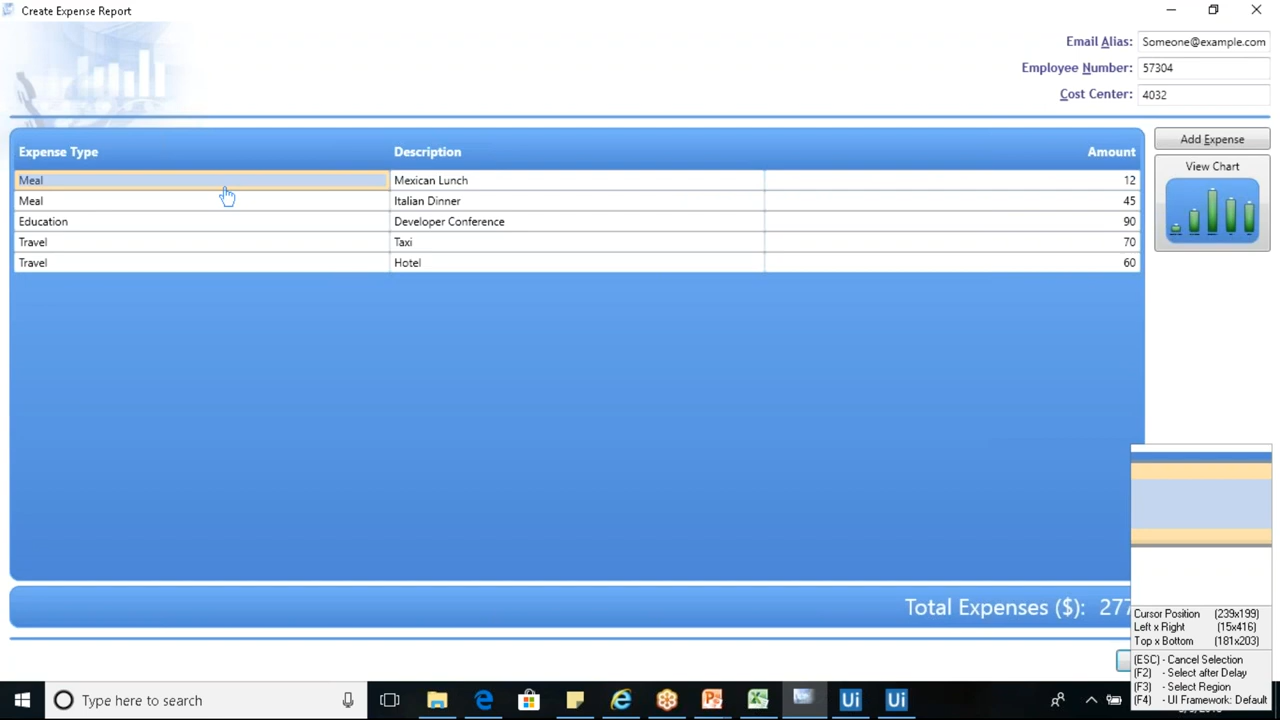 Create Expense Report
Email Alias: Someone@example.com
Employee Number: 57304
Cost Center: 4032
Expense Type Description Amount
Meal Mexican Lunch 12
Meal Italian Dinner 45
Education Developer Conference 90
Travel Taxi 70
Travel Hotel 60
Add Expense
View Chart
Total Expenses ($): 277
Cursor Position (239x199)
Left x Right (15x416)
Top x Bottom (181x203)
(ESC) - Cancel Selection
(F2) - Select after Delay
(F3) - Select Region
(F4) - UI Framework: Default
Type here to search
Ui
Ui